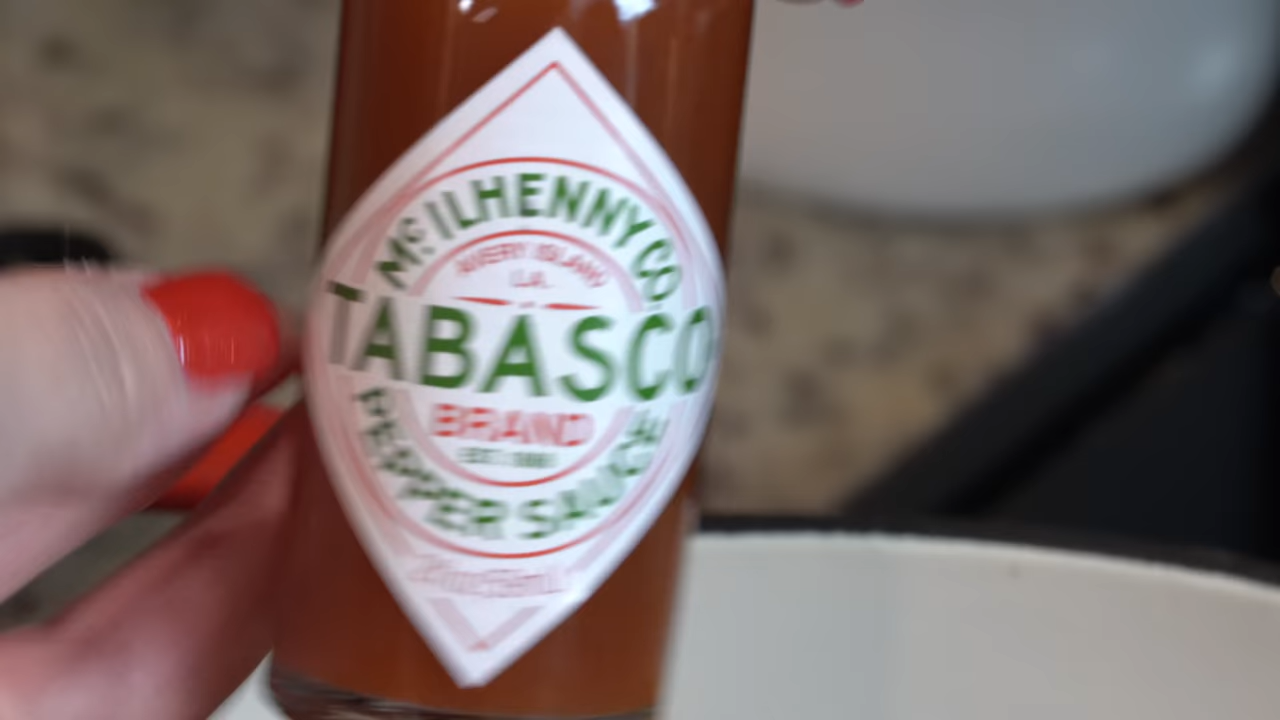 McILHENNY CO.
AVERY ISLAND
LA.
TABASCO
BRAND
PEPPER SAUCE